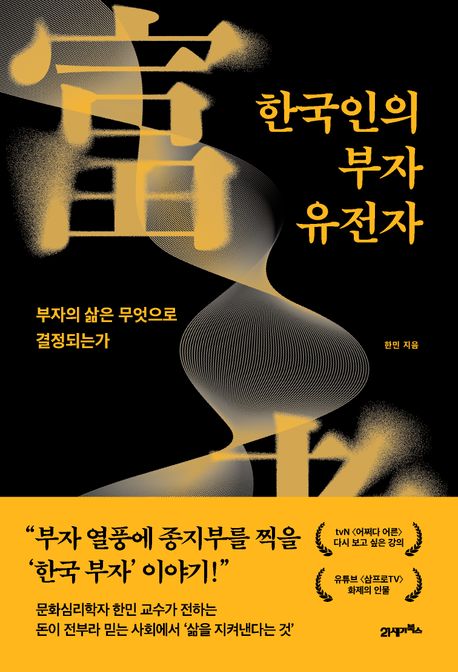 富
한국인의
부자
유전자
부자의 삶은 무엇으로
결정되는가
한민 지음
者
“부자 열풍에 종지부를 찍을
‘한국 부자’ 이야기!”
tvN 〈어쩌다 어른〉
다시 보고 싶은 강의
유튜브 〈삼프로TV〉
화제의 인물
문화심리학자 한민 교수가 전하는
돈이 전부라 믿는 사회에서 ‘삶을 지켜낸다는 것’
21세기북스